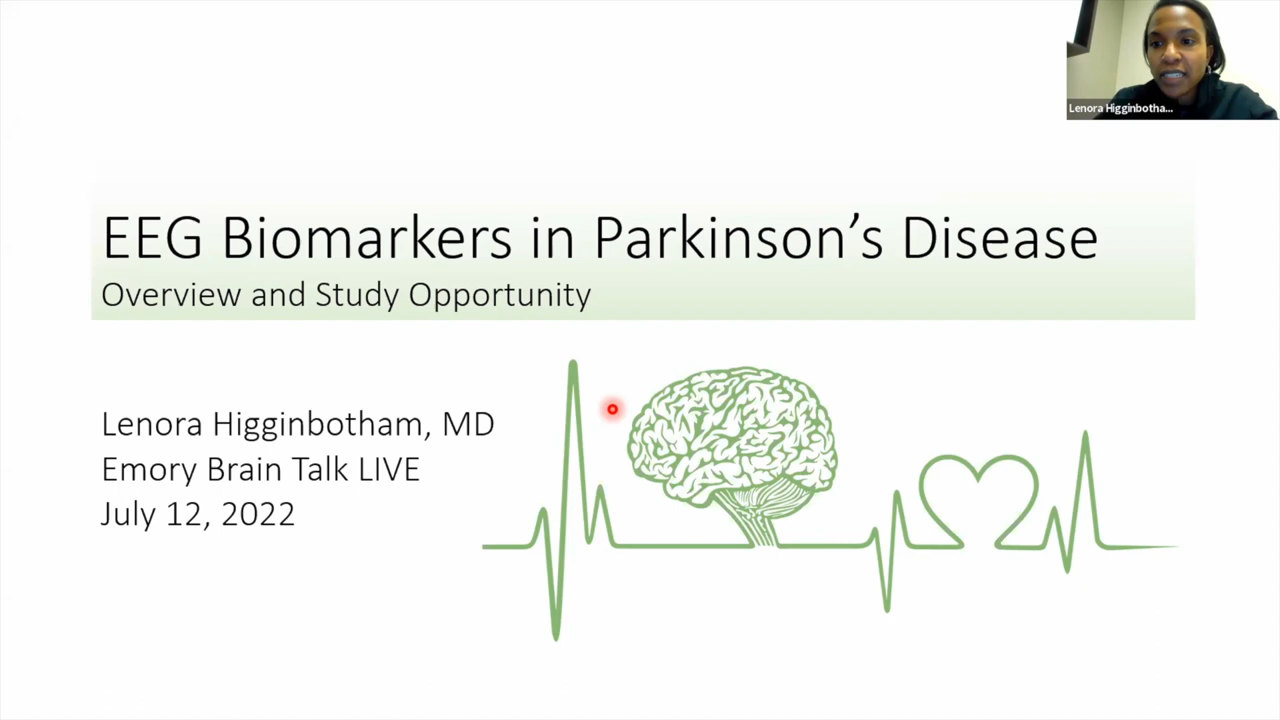 Lenora Higginbotha...
EEG Biomarkers in Parkinson’s Disease
Overview and Study Opportunity
Lenora Higginbotham, MD
Emory Brain Talk LIVE
July 12, 2022